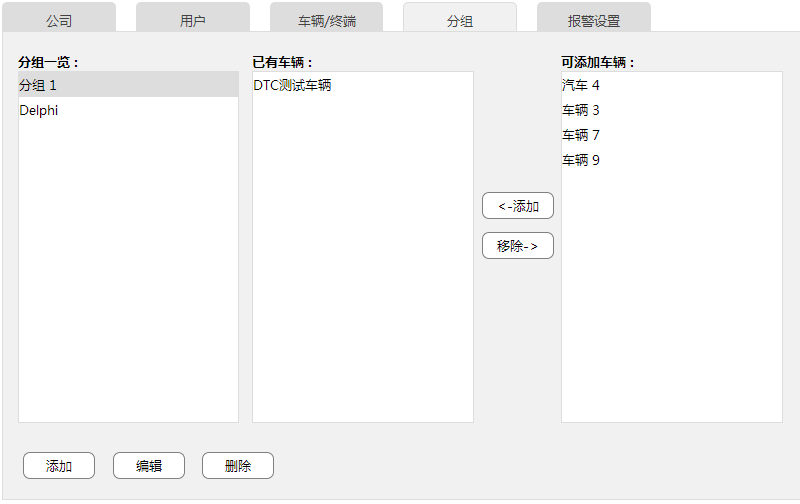 公司
用户
车辆/终端
分组
报警设置
分组一览：
分组 1
Delphi
已有车辆：
DTC测试车辆
<-添加
移除->
可添加车辆：
汽车 4
车辆 3
车辆 7
车辆 9
添加
编辑
删除